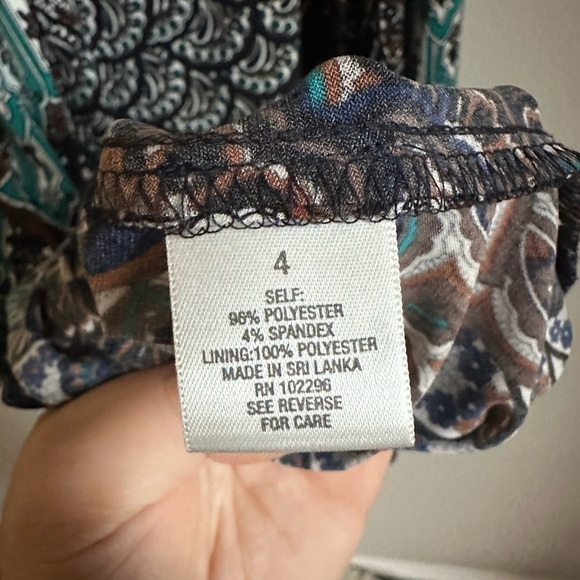 4
SELF:
96% POLYESTER
4% SPANDEX
LINING:100% POLYESTER
MADE IN SRI LANKA
RN 102296
SEE REVERSE
FOR CARE